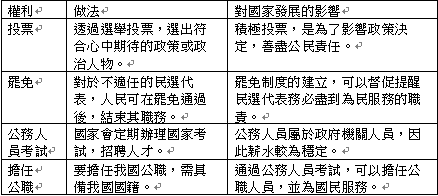 權利
做法
對國家發展的影響
投票
透過選舉投票，選出符
合心中期待的政策或政
治人物。
積極投票，是為了影響政策決
定，善盡公民責任。
罷免
對於不適任的民選代
表，人民可在罷免通過
後，結束其職務。
罷免制度的建立，可以督促提醒
民選代表務必盡到為民服務的職
責。
公務人
員考試
國家會定期辦理國家考
試，招聘人才。
公務人員屬於政府機關人員，因
此薪水較為穩定。
擔任
公職
要擔任我國公職，需具
備我國國籍。
通過公務人員考試，可以擔任公
職人員，並為國民服務。